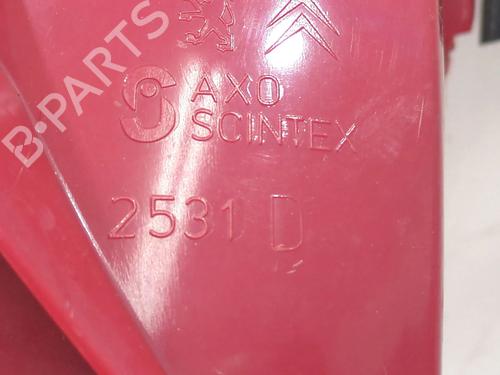 B-PARTS
AXO
SCINTEX
2531 D